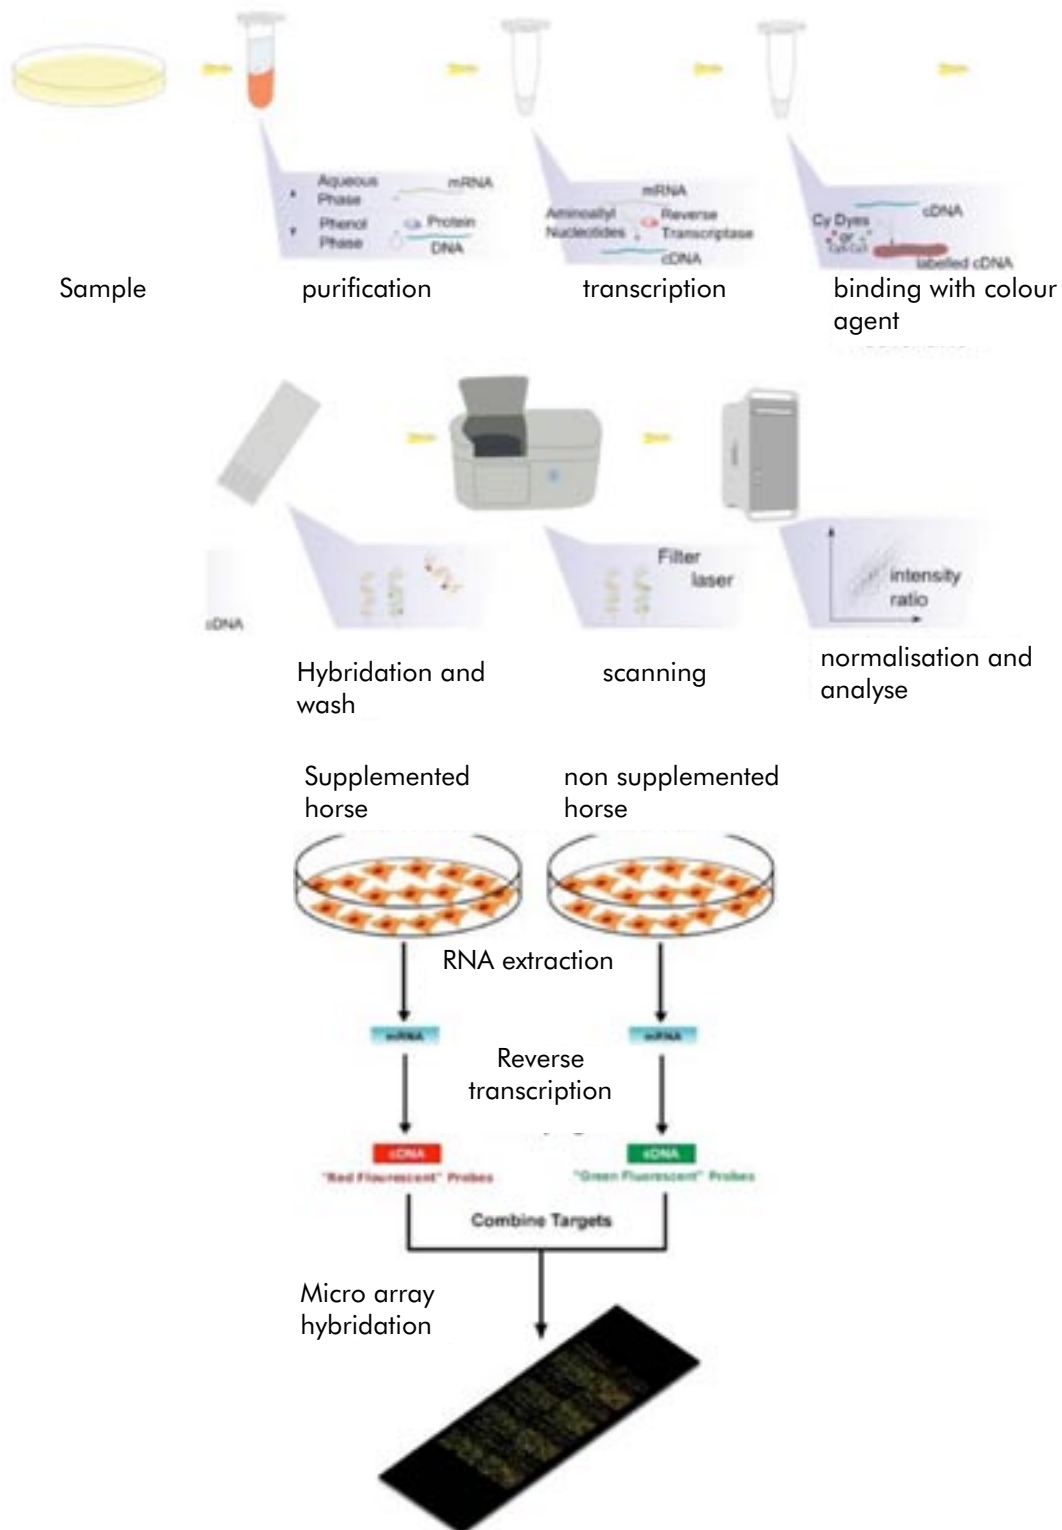 Aqueous
Phase
mRNA
Phenol
Phase
Protein
DNA
mRNA
Aminoallyl
Nucleotides
Reverse
Transcriptase
cDNA
cDNA
Cy Dyes
or
labelled cDNA
Sample
purification
transcription
binding with colour
agent
cDNA
Filter
laser
intensity
ratio
Hybridation and
wash
scanning
normalisation and
analyse
Supplemented
horse
non supplemented
horse
RNA extraction
mRNA
mRNA
Reverse
transcription
cDNA
cDNA
"Red Flourescent" Probes
"Green Fluorescent" Probes
Combine Targets
Micro array
hybridation